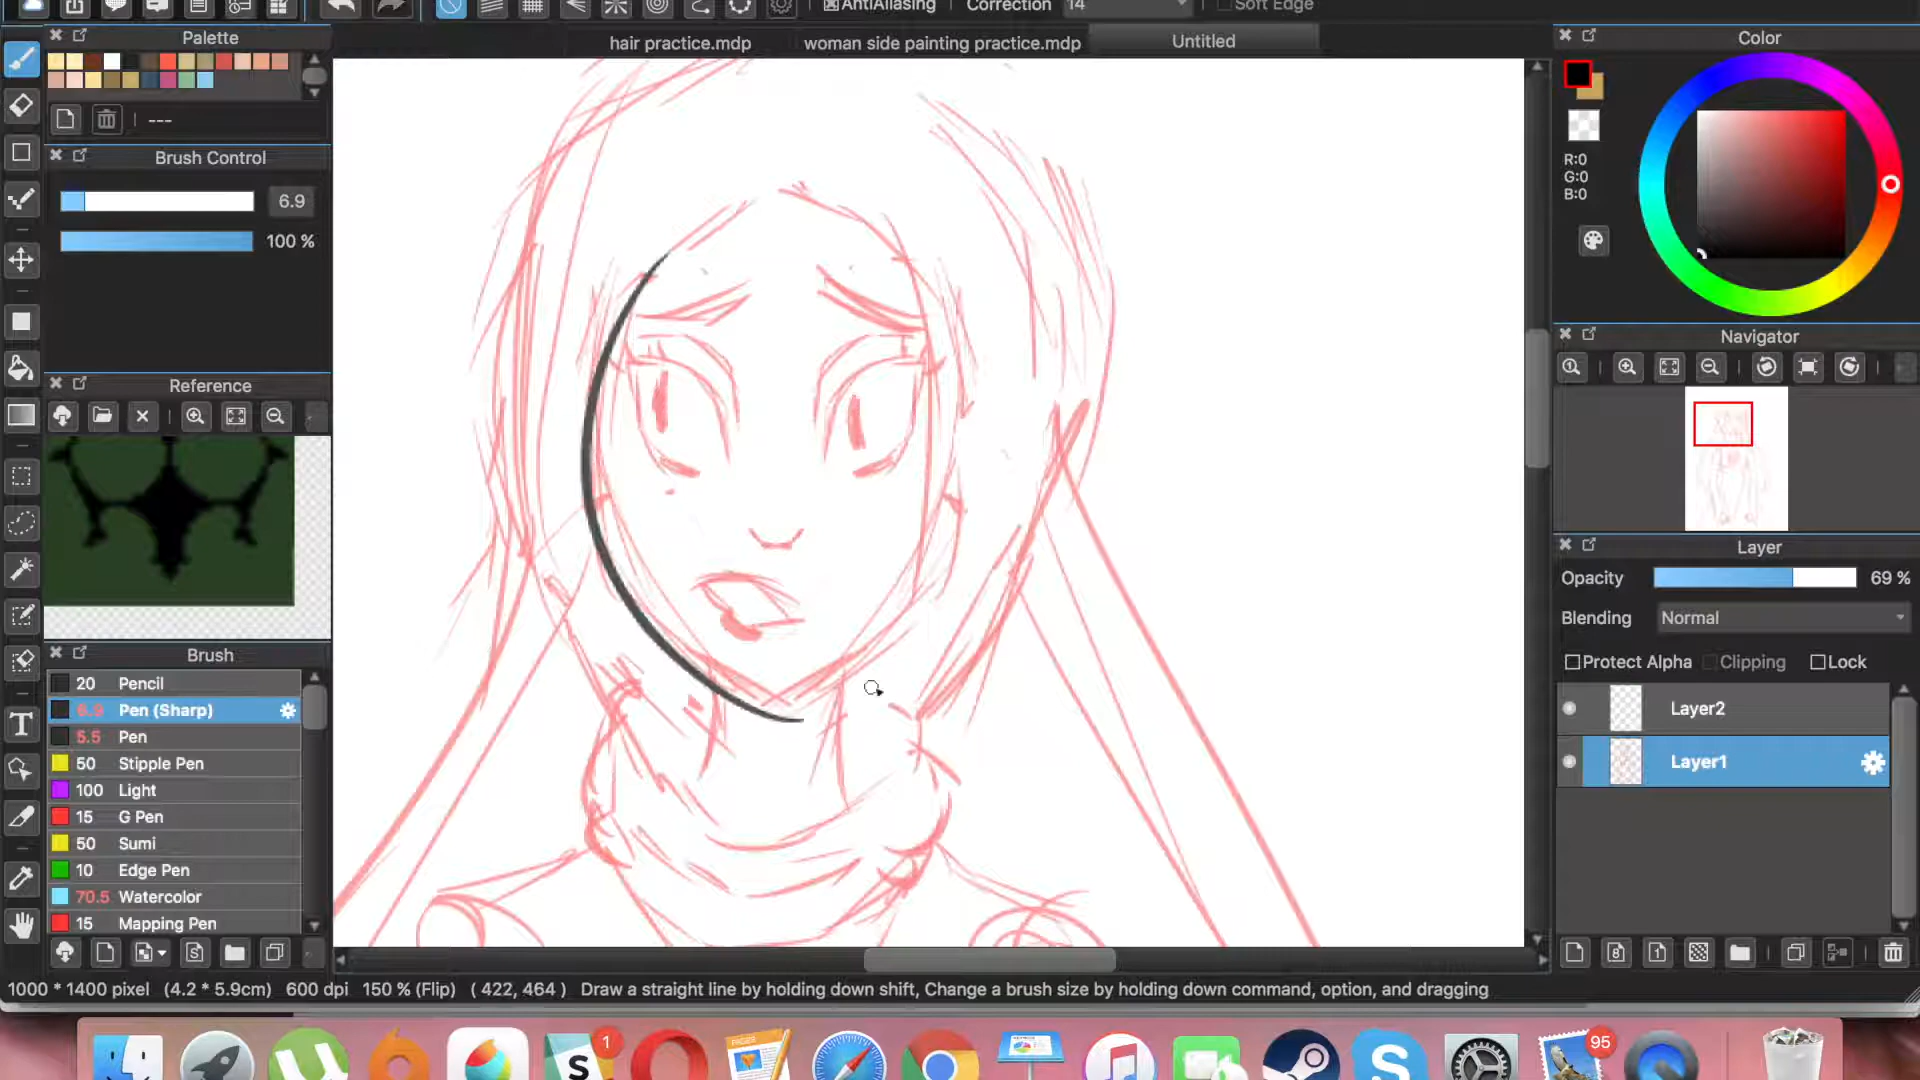 AntiAliasing Correction 14 Soft Edge
Palette
hair practice.mdp woman side painting practice.mdp Untitled
Color
---
Brush Control
6.9
100 %
R:0
G:0
B:0
Navigator
Reference
Layer
Opacity 69 %
Blending Normal
Protect Alpha Clipping Lock
Layer2
Layer1
Brush
20 Pencil
6.9 Pen (Sharp)
5.5 Pen
50 Stipple Pen
100 Light
15 G Pen
50 Sumi
10 Edge Pen
70.5 Watercolor
15 Mapping Pen
1000 * 1400 pixel (4.2 * 5.9cm) 600 dpi 150 % (Flip) ( 422, 464 ) Draw a straight line by holding down shift, Change a brush size by holding down command, option, and dragging
1
PAGES
95